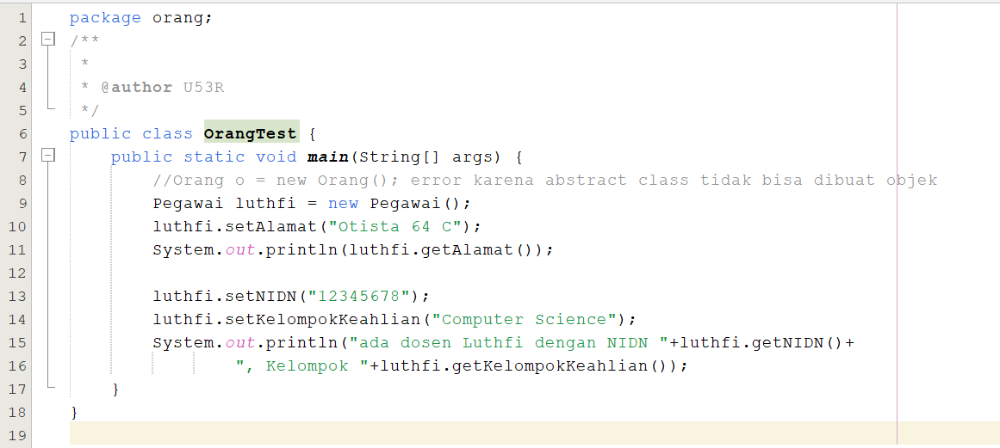 1 package orang;
2 /**
3  *
4  * @author U53R
5  */
6 public class OrangTest {
7     public static void main(String[] args) {
8         //Orang o = new Orang(); error karena abstract class tidak bisa dibuat objek
9         Pegawai luthfi = new Pegawai();
10         luthfi.setAlamat("Otista 64 C");
11         System.out.println(luthfi.getAlamat());
12
13         luthfi.setNIDN("12345678");
14         luthfi.setKelompokKeahlian("Computer Science");
15         System.out.println("ada dosen Luthfi dengan NIDN "+luthfi.getNIDN()+
16                 ", Kelompok "+luthfi.getKelompokKeahlian());
17     }
18 }
19